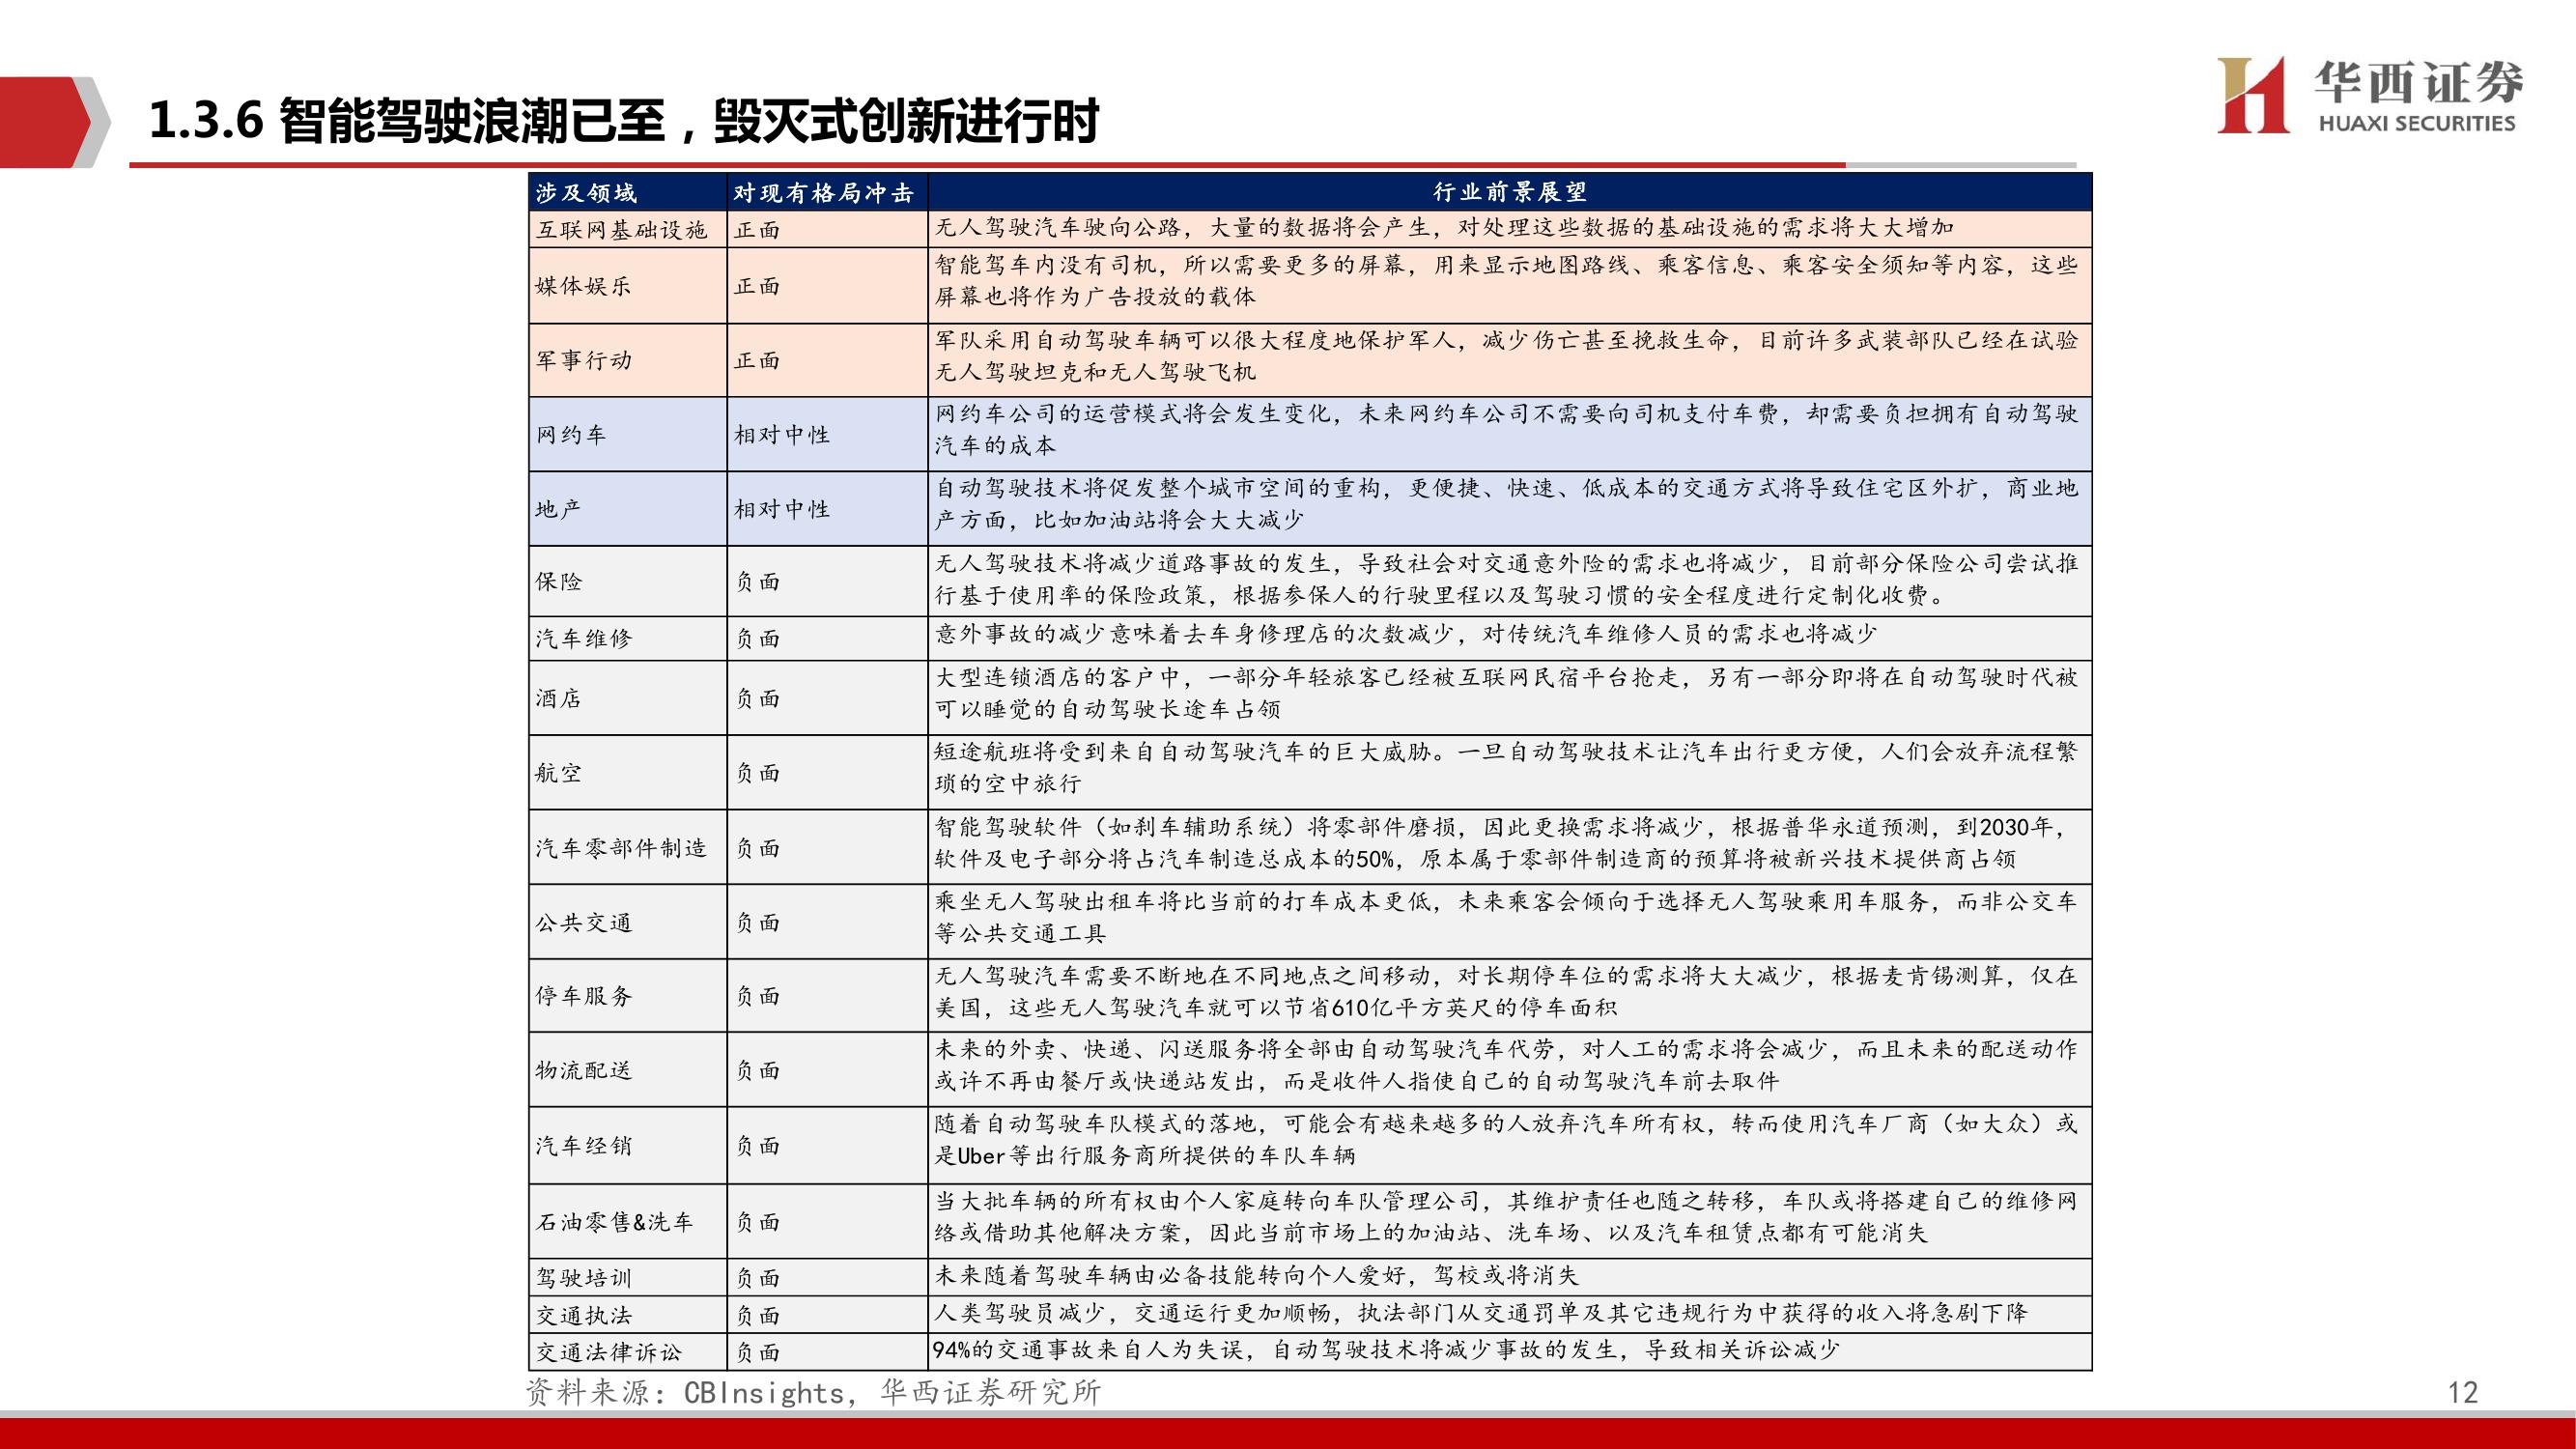 1.3.6 智能驾驶浪潮已至，毁灭式创新进行时
华西证券
HUAXI SECURITIES
涉及领域 对现有格局冲击 行业前景展望
互联网基础设施 正面 无人驾驶汽车驶向公路，大量的数据将会产生，对处理这些数据的基础设施的需求将大大增加
媒体娱乐 正面 智能驾车内没有司机，所以需要更多的屏幕，用来显示地图路线、乘客信息、乘客安全须知等内容，这些
屏幕也将作为广告投放的载体
军事行动 正面 军队采用自动驾驶车辆可以很大程度地保护军人，减少伤亡甚至挽救生命，目前许多武装部队已经在试验
无人驾驶坦克和无人驾驶飞机
网约车 相对中性 网约车公司的运营模式将会发生变化，未来网约车公司不需要向司机支付车费，却需要负担拥有自动驾驶
汽车的成本
地产 相对中性 自动驾驶技术将促发整个城市空间的重构，更便捷、快速、低成本的交通方式将导致住宅区外扩，商业地
产方面，比如加油站将会大大减少
保险 负面 无人驾驶技术将减少道路事故的发生，导致社会对交通意外险的需求也将减少，目前部分保险公司尝试推
行基于使用率的保险政策，根据参保人的行驶里程以及驾驶习惯的安全程度进行定制化收费。
汽车维修 负面 意外事故的减少意味着去车身修理店的次数减少，对传统汽车维修人员的需求也将减少
酒店 负面 大型连锁酒店的客户中，一部分年轻旅客已经被互联网民宿平台抢走，另有一部分即将在自动驾驶时代被
可以睡觉的自动驾驶长途车占领
航空 负面 短途航班将受到来自自动驾驶汽车的巨大威胁。一旦自动驾驶技术让汽车出行更方便，人们会放弃流程繁
琐的空中旅行
汽车零部件制造 负面 智能驾驶软件（如刹车辅助系统）将零部件磨损，因此更换需求将减少，根据普华永道预测，到2030年，
软件及电子部分将占汽车制造总成本的50%，原本属于零部件制造商的预算将被新兴技术提供商占领
公共交通 负面 乘坐无人驾驶出租车将比当前的打车成本更低，未来乘客会倾向于选择无人驾驶乘用车服务，而非公交车
等公共交通工具
停车服务 负面 无人驾驶汽车需要不断地在不同地点之间移动，对长期停车位的需求将大大减少，根据麦肯锡测算，仅在
美国，这些无人驾驶汽车就可以节省610亿平方英尺的停车面积
物流配送 负面 未来的外卖、快递、闪送服务将全部由自动驾驶汽车代劳，对人工的需求将会减少，而且未来的配送动作
或许不再由餐厅或快递站发出，而是收件人指使自己的自动驾驶汽车前去取件
汽车经销 负面 随着自动驾驶车队模式的落地，可能会有越来越多的人放弃汽车所有权，转而使用汽车厂商（如大众）或
是Uber等出行服务商所提供的车队车辆
石油零售&洗车 负面 当大批车辆的所有权由个人家庭转向车队管理公司，其维护责任也随之转移，车队或将搭建自己的维修网
络或借助其他解决方案，因此当前市场上的加油站、洗车场、以及汽车租赁点都有可能消失
驾驶培训 负面 未来随着驾驶车辆由必备技能转向个人爱好，驾校或将消失
交通执法 负面 人类驾驶员减少，交通运行更加顺畅，执法部门从交通罚单及其它违规行为中获得的收入将急剧下降
交通法律诉讼 负面 94%的交通事故来自人为失误，自动驾驶技术将减少事故的发生，导致相关诉讼减少
资料来源：CBInsights，华西证券研究所
12